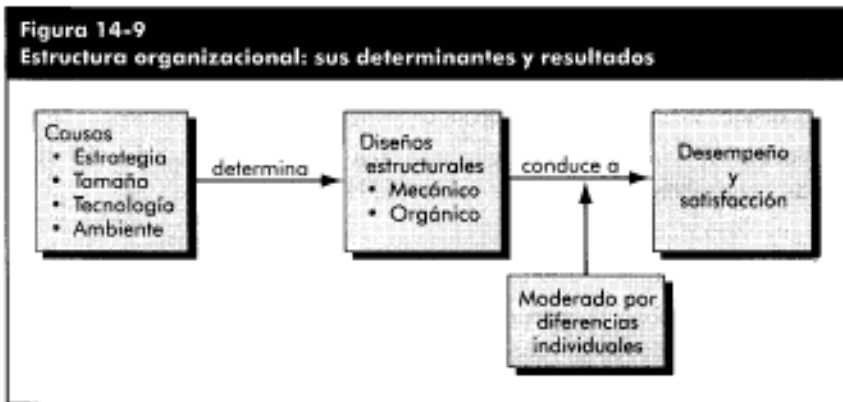 Figura 14-9
Estructura organizacional: sus determinantes y resultados
Causas
• Estrategia
• Tamaña
• Tecnología
• Ambiente
determina
Diseños
estructurales
• Mecánico
• Orgánico
conduce a
Desempeño
y
satisfacción
Moderado por
diferencias
individuales